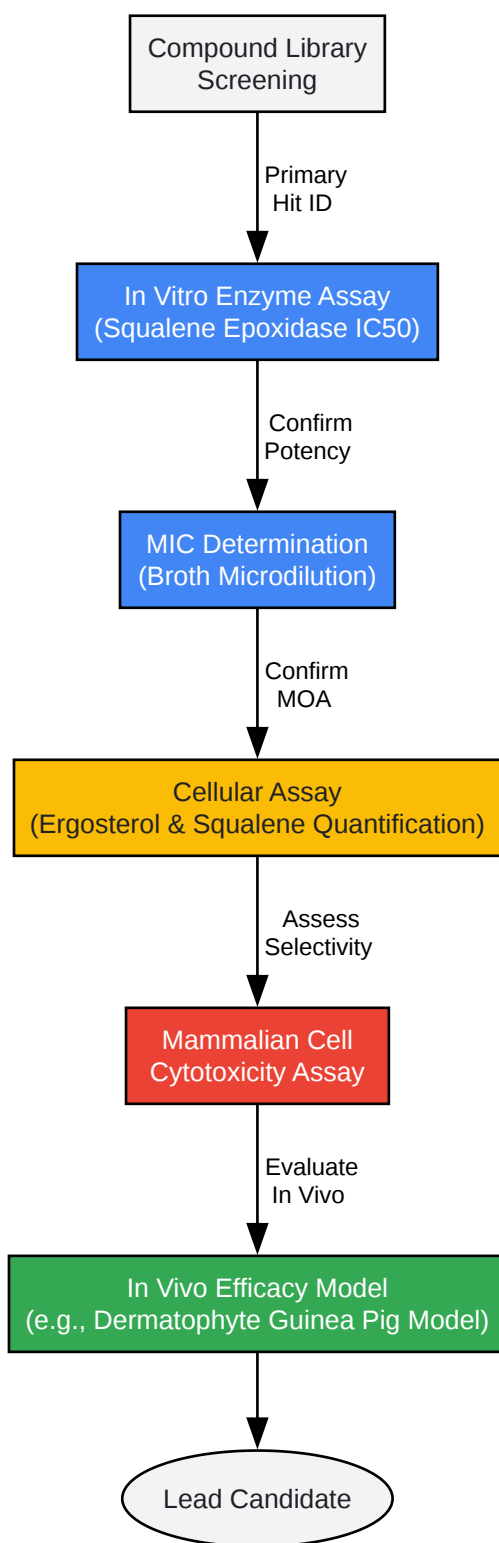 Compound Library
Screening
Primary
Hit ID
In Vitro Enzyme Assay
(Squalene Epoxidase IC50)
Confirm
Potency
MIC Determination
(Broth Microdilution)
Confirm
MOA
Cellular Assay
(Ergosterol & Squalene Quantification)
Assess
Selectivity
Mammalian Cell
Cytotoxicity Assay
Evaluate
In Vivo
In Vivo Efficacy Model
(e.g., Dermatophyte Guinea Pig Model)
Lead Candidate